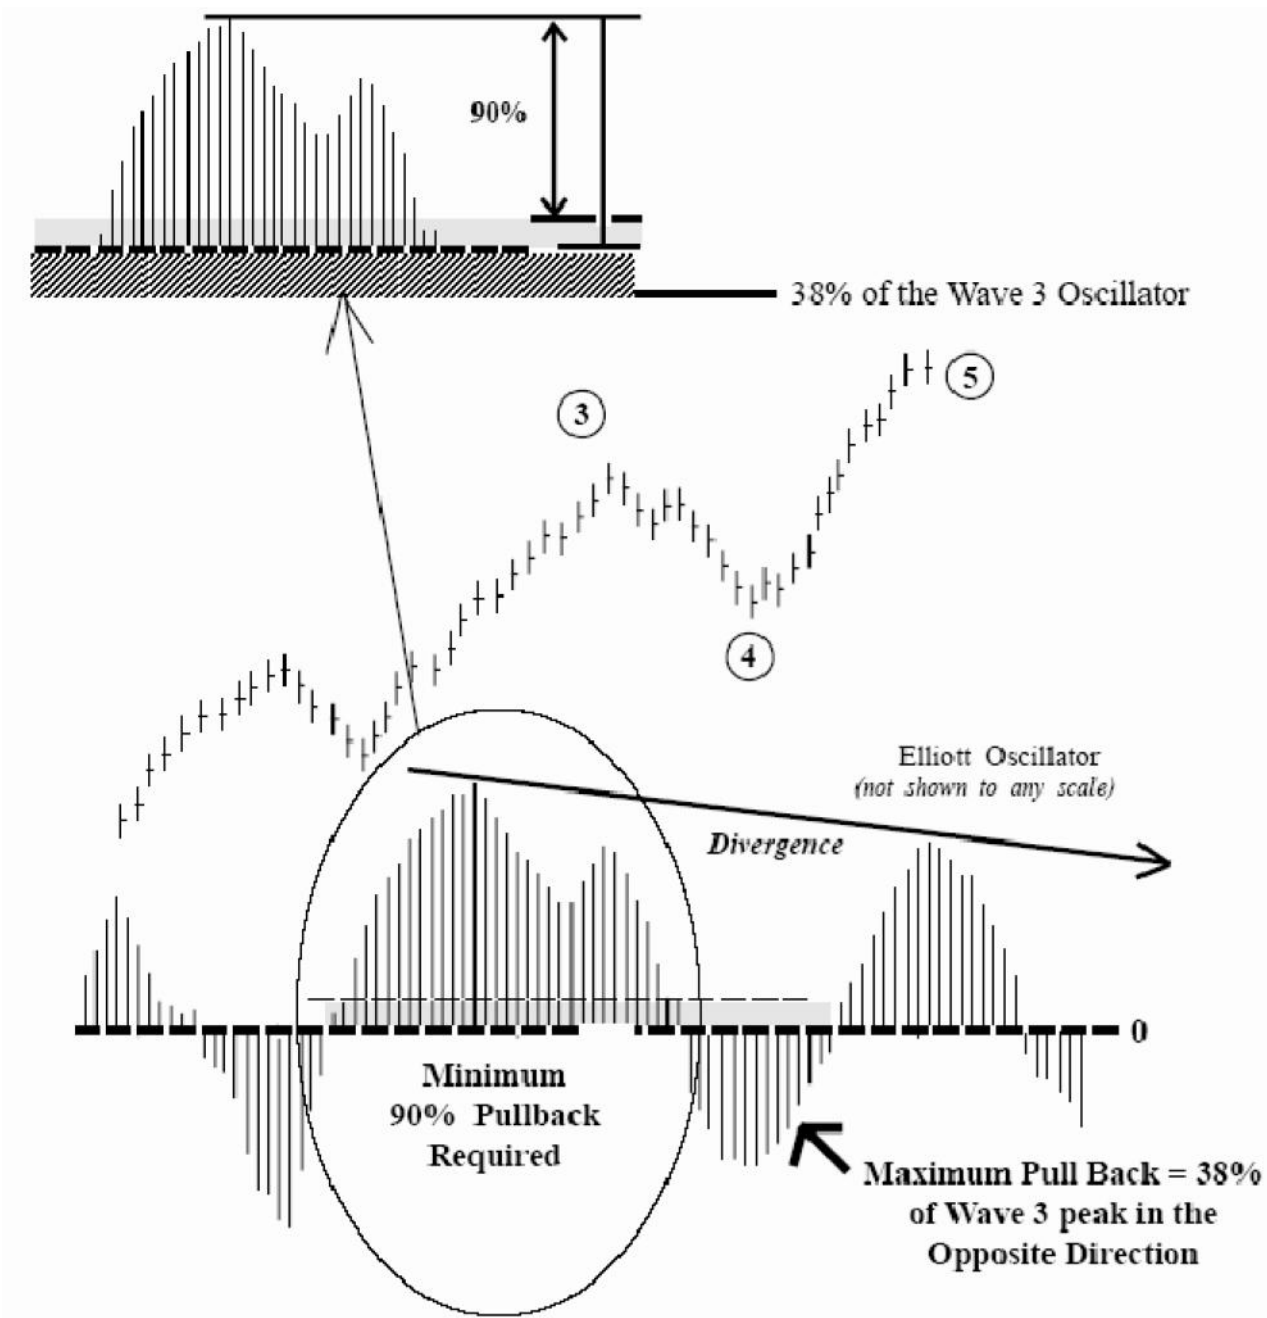 90%
38% of the Wave 3 Oscillator
5
3
4
Elliott Oscillator
(not shown to any scale)
Divergence
0
Minimum
90% Pullback
Required
Maximum Pull Back = 38%
of Wave 3 peak in the
Opposite Direction